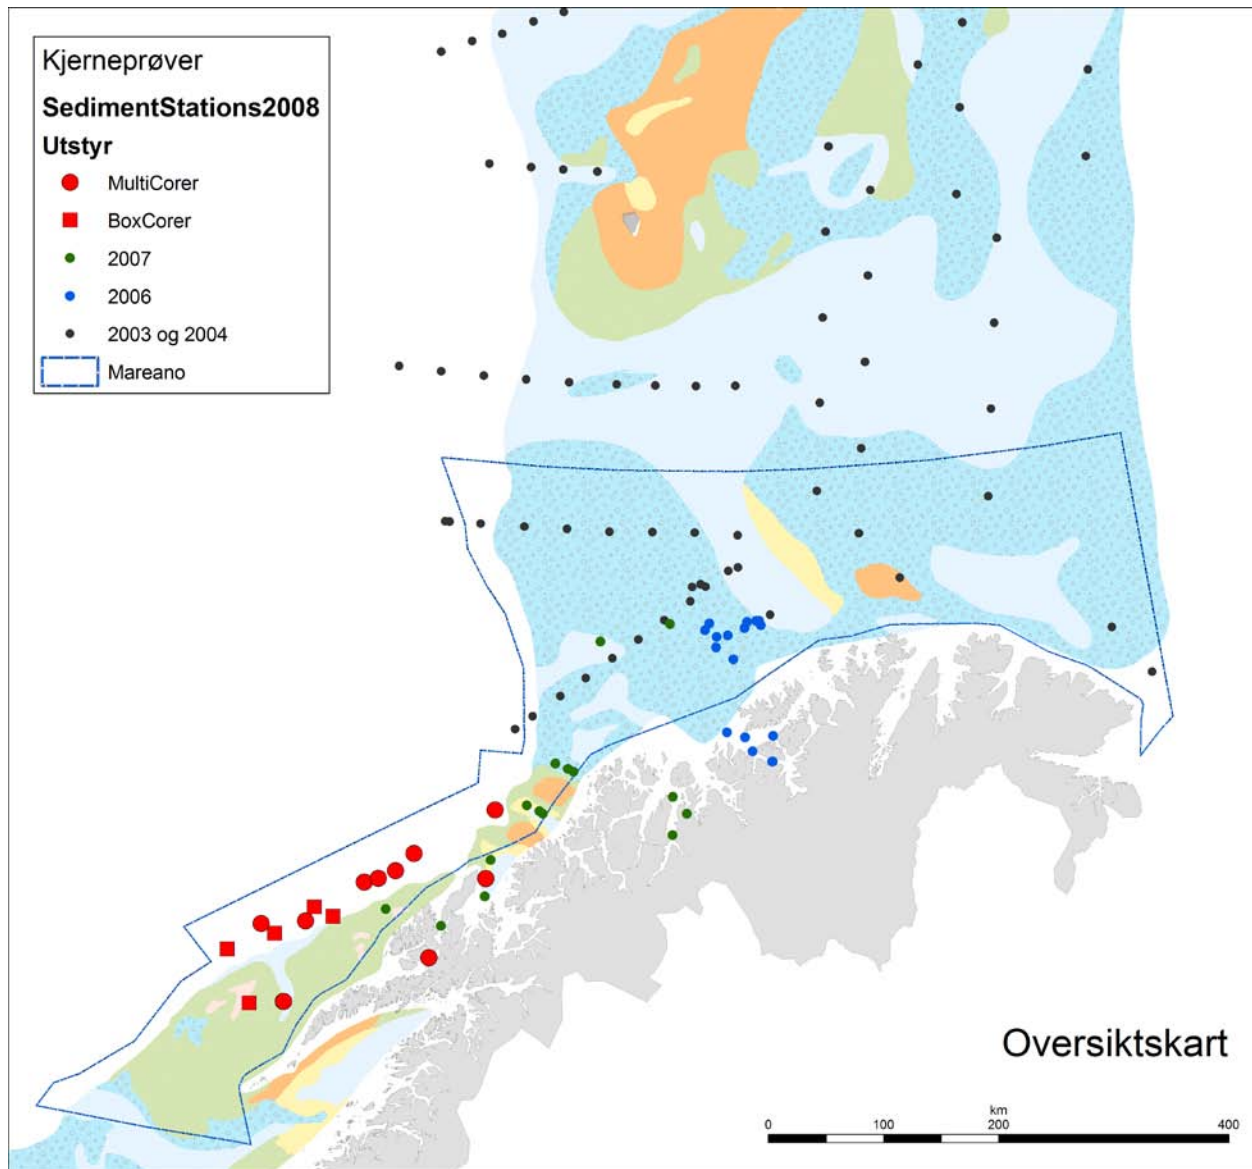 Kjerneprøver
SedimentStations2008
Utstyr
MultiCorer
BoxCorer
2007
2006
2003 og 2004
Mareano
Oversiktskart
km
0 100 200 400